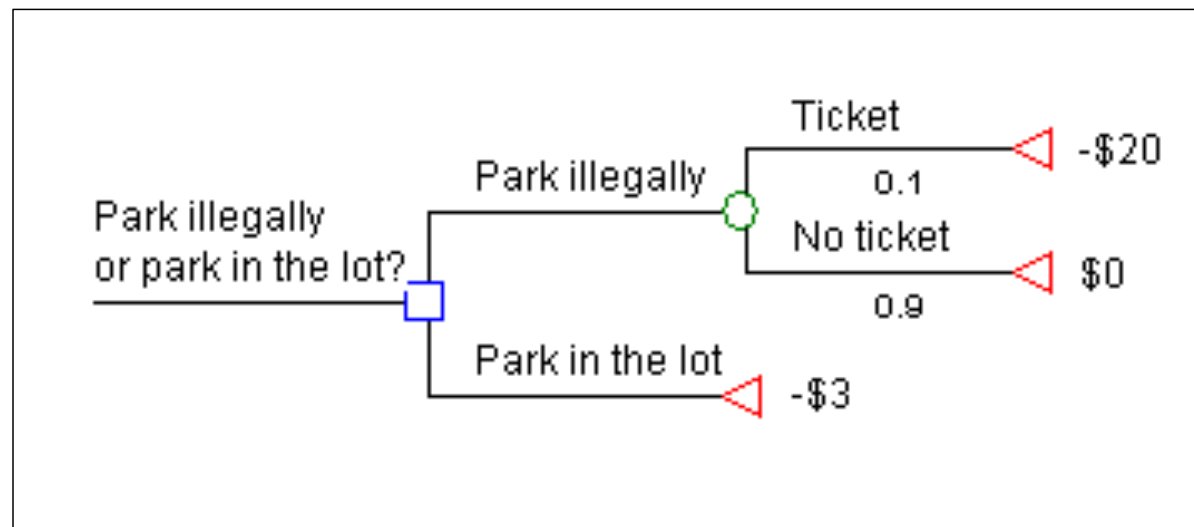 Park illegally
or park in the lot?
Park illegally
Ticket
0.1
-$20
No ticket
0.9
$0
Park in the lot
-$3